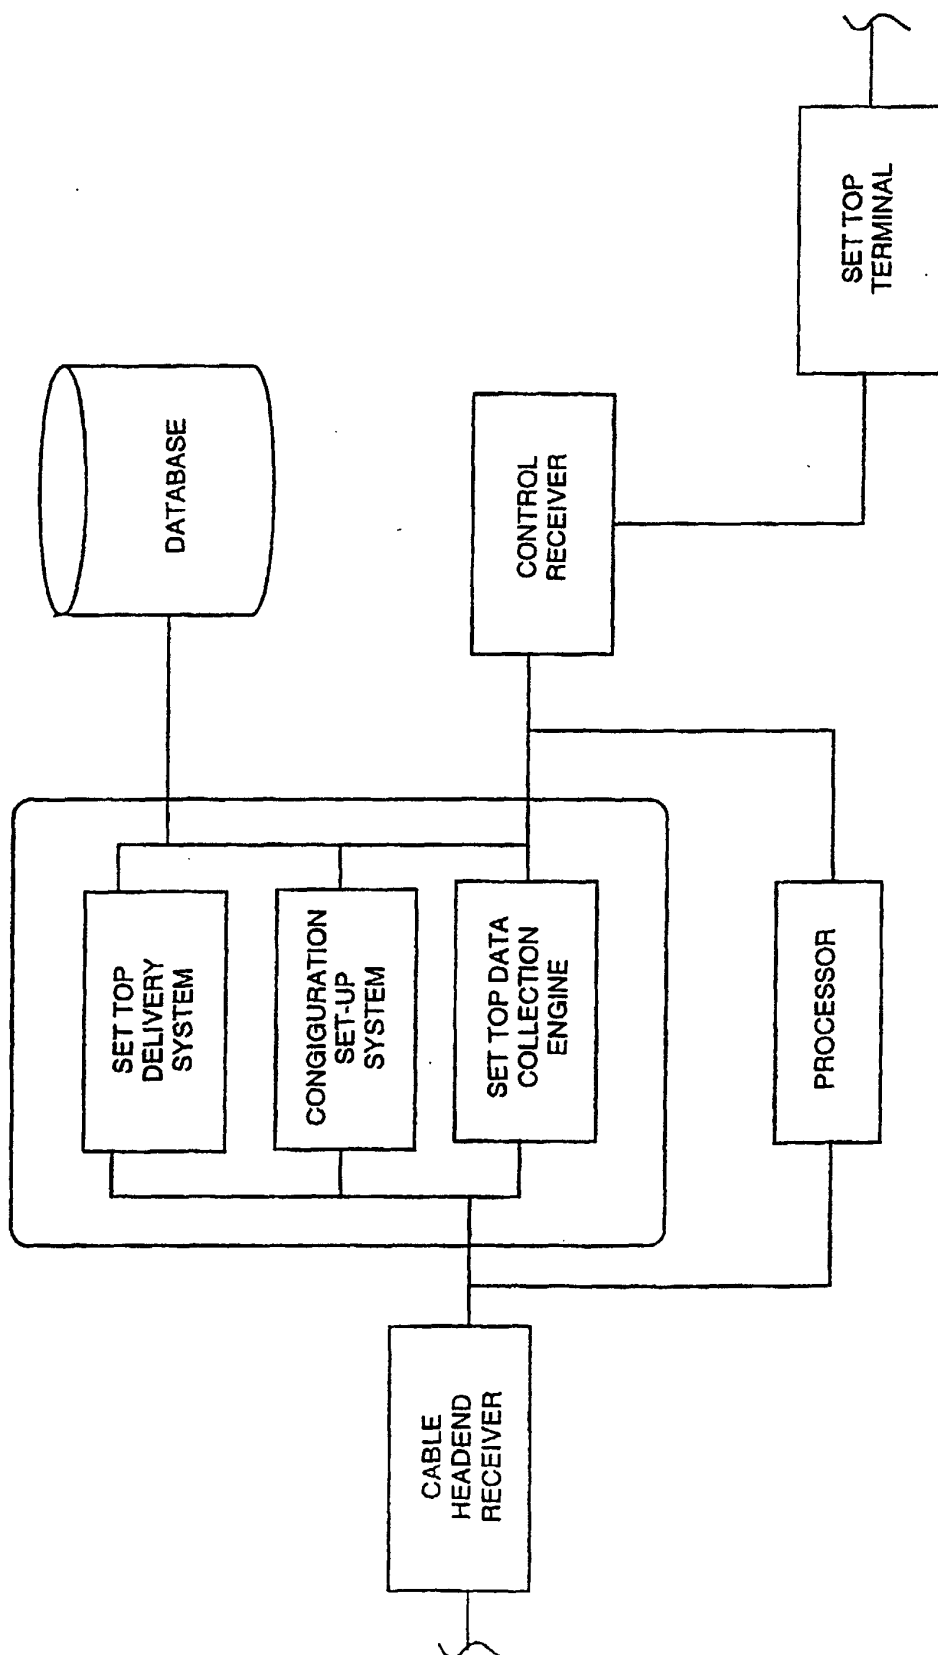 CABLE
HEADEND
RECEIVER
SET TOP
DELIVERY
SYSTEM
CONGIGURATION
SET-UP
SYSTEM
SET TOP DATA
COLLECTION
ENGINE
PROCESSOR
DATABASE
CONTROL
RECEIVER
SET TOP
TERMINAL